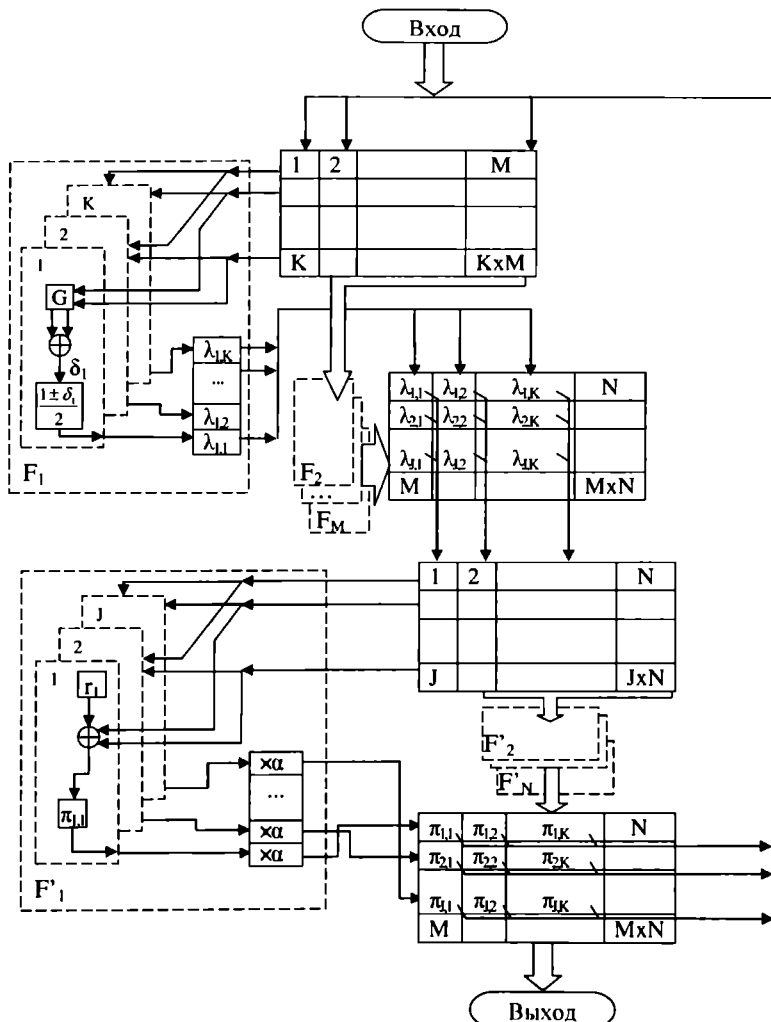 Вход
1 2 M
K
2
1
K KxM
G
δ₁
1 ± δ₁
2
λ₁,K
...
λ₁,₂
λ₁,₁
F₁
λ₁,₁ λ₁,₂ λ₁,K N
λ₂,₁ λ₂,₂ λ₂,K
λJ,₁ λJ,₂ λJ,K
M MxN
F₂
...
F_M
1 2 N
J
2
1
J JxN
r₁
π₁,₁
×α
...
×α
×α
F'₁
F'₂
F'_N
π₁,₁ π₁,₂ π₁,K N
π₂,₁ π₂,₂ π₂,K
πJ,₁ πJ,₂ πJ,K
M MxN
Выход